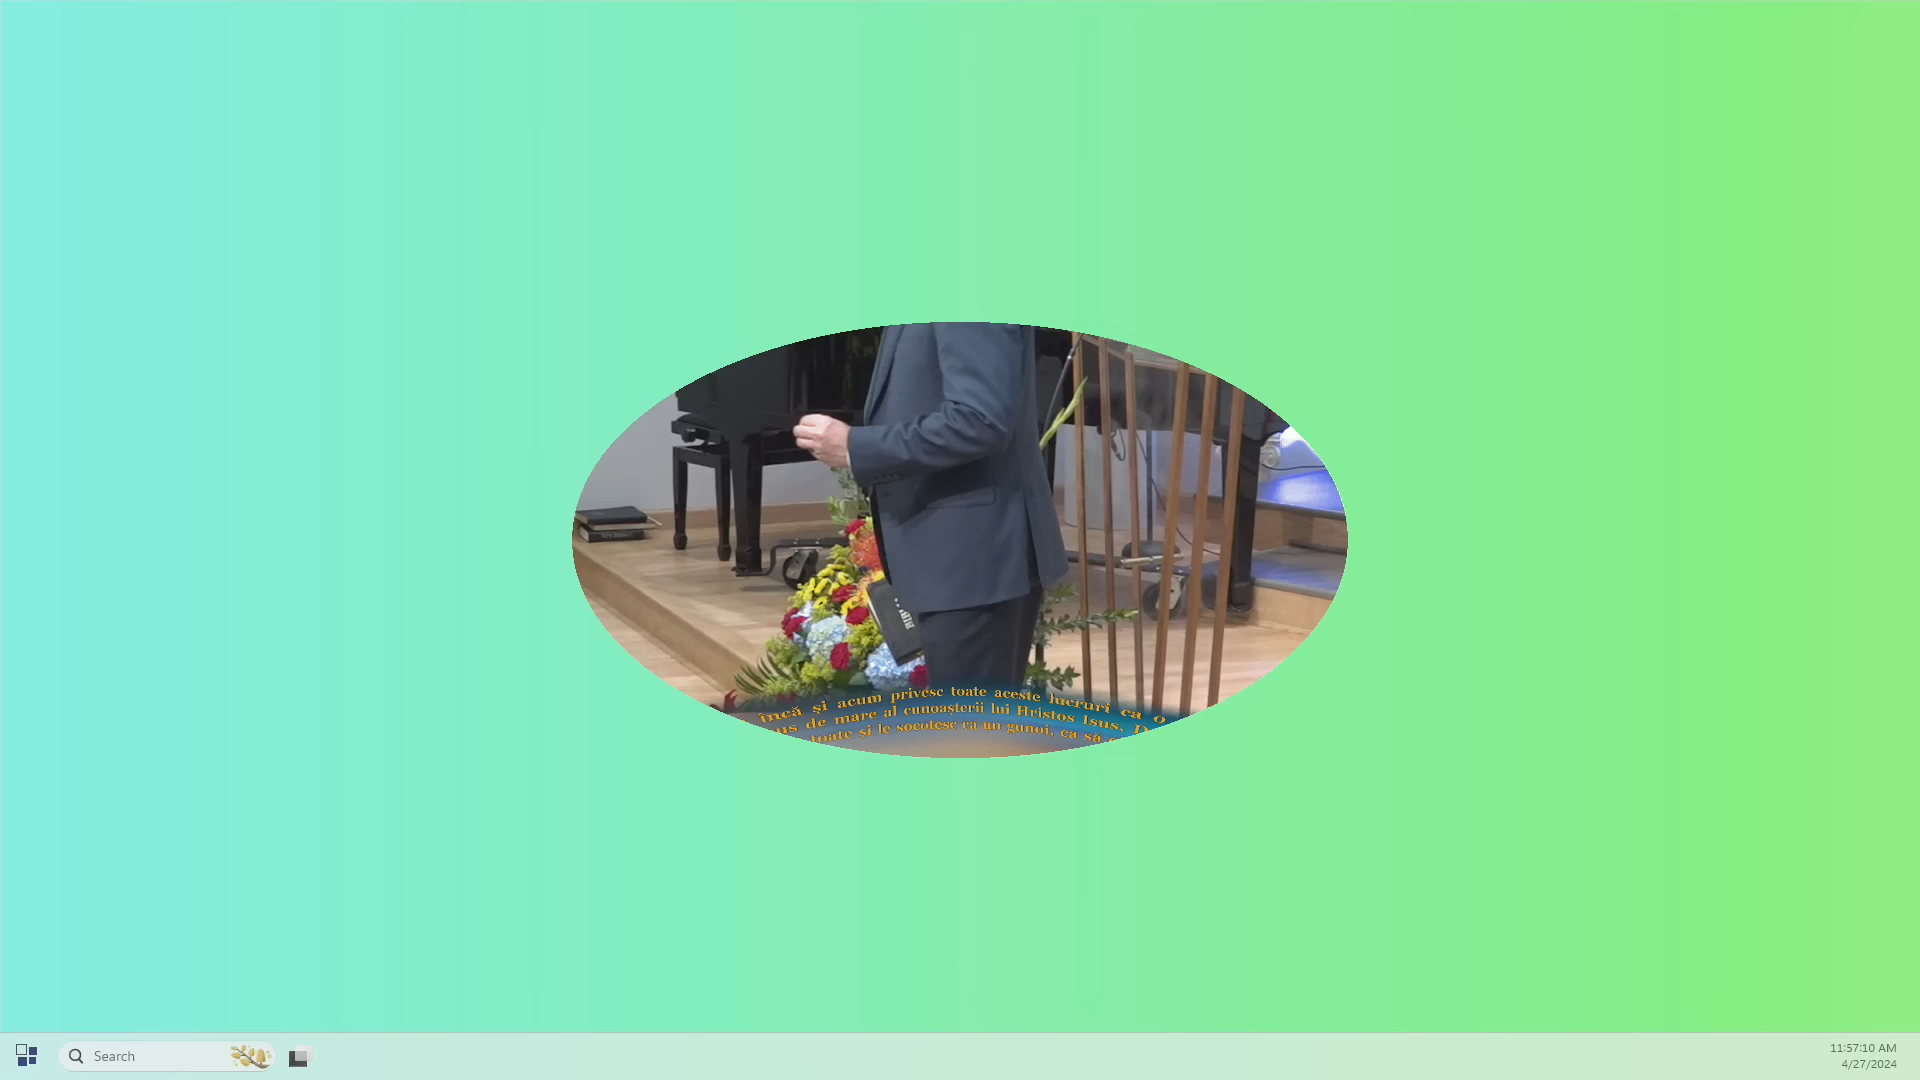 încă și acum privesc toate aceste lucruri ca o
de mare al cunoașterii lui Hristos Isus,
toate și le socotesc ca un gunoi, ca să
Search
11:57:10 AM
4/27/2024